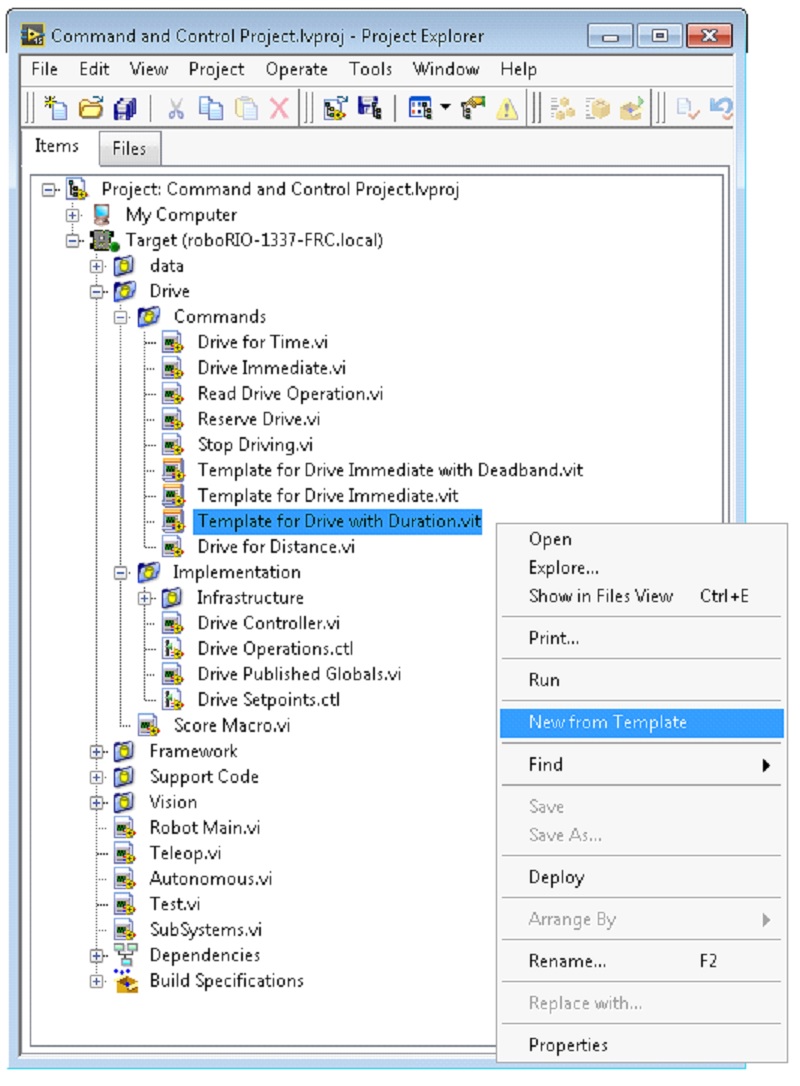 Command and Control Project.lvproj - Project Explorer
File Edit View Project Operate Tools Window Help
Items Files
Project: Command and Control Project.lvproj
My Computer
Target (roboRIO-1337-FRC.local)
data
Drive
Commands
Drive for Time.vi
Drive Immediate.vi
Read Drive Operation.vi
Reserve Drive.vi
Stop Driving.vi
Template for Drive Immediate with Deadband.vit
Template for Drive Immediate.vit
Template for Drive with Duration.vit
Drive for Distance.vi
Implementation
Infrastructure
Drive Controller.vi
Drive Operations.ctl
Drive Published Globals.vi
Drive Setpoints.ctl
Score Macro.vi
Framework
Support Code
Vision
Robot Main.vi
Teleop.vi
Autonomous.vi
Test.vi
SubSystems.vi
Dependencies
Build Specifications
Open
Explore...
Show in Files View Ctrl+E
Print...
Run
New from Template
Find
Save
Save As...
Deploy
Arrange By
Rename... F2
Replace with...
Properties